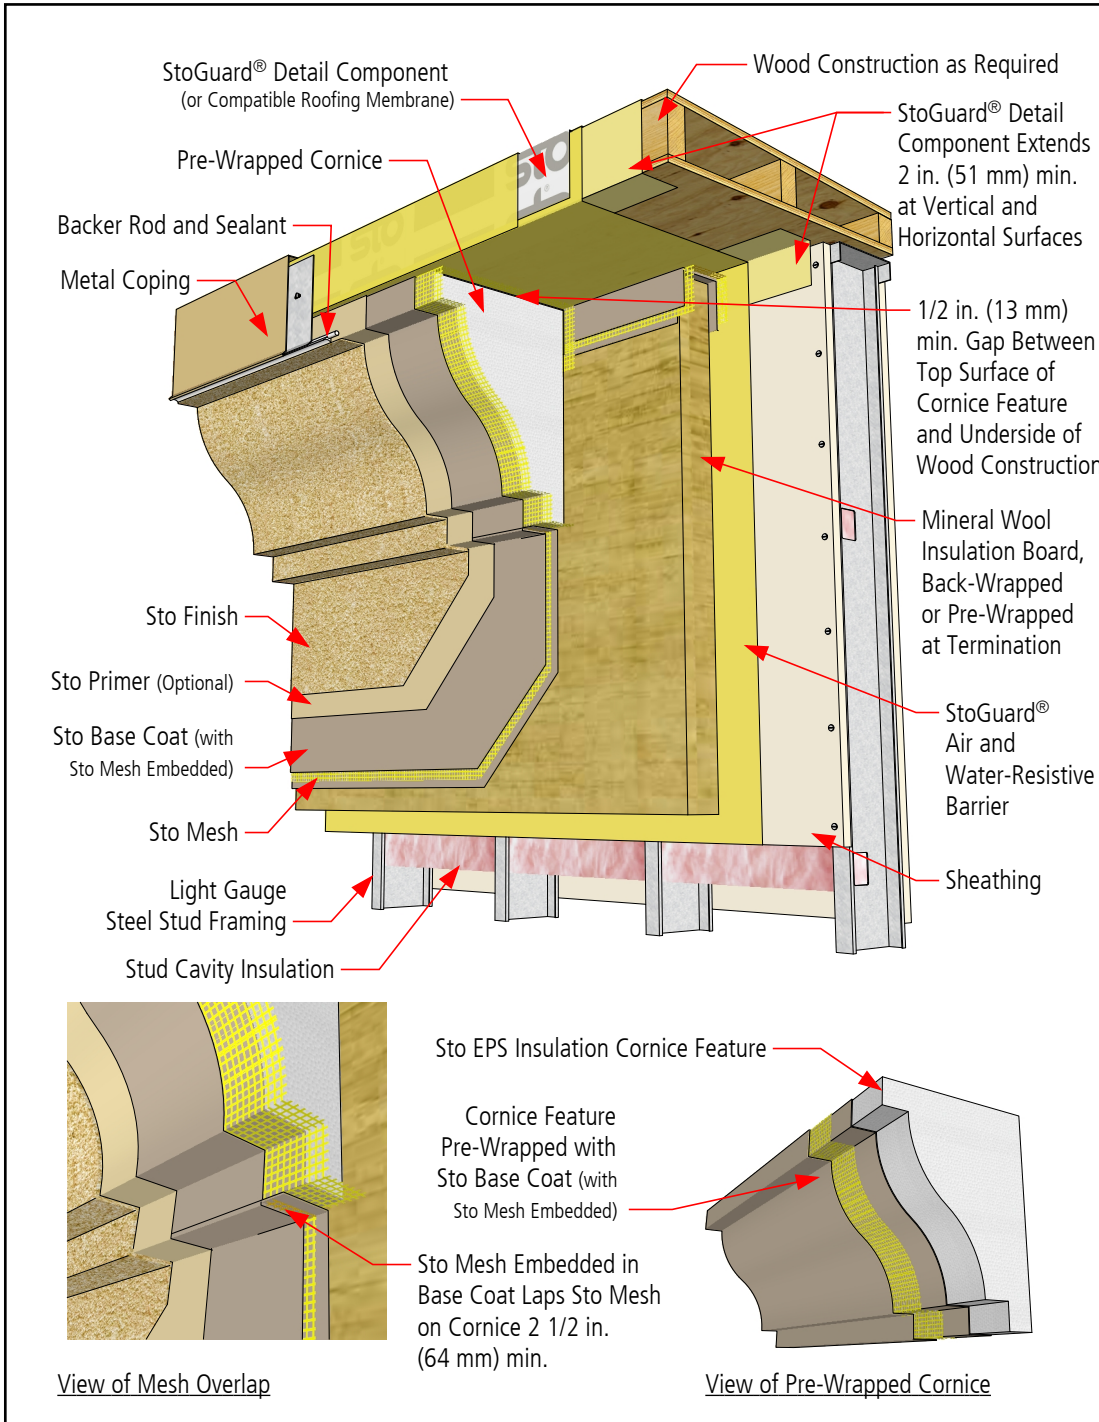 StoGuard® Detail Component
(or Compatible Roofing Membrane)
Pre-Wrapped Cornice
Backer Rod and Sealant
Metal Coping
Wood Construction as Required
StoGuard® Detail
Component Extends
2 in. (51 mm) min.
at Vertical and
Horizontal Surfaces
1/2 in. (13 mm)
min. Gap Between
Top Surface of
Cornice Feature
and Underside of
Wood Construction
Mineral Wool
Insulation Board,
Back-Wrapped
or Pre-Wrapped
at Termination
StoGuard®
Air and
Water-Resistive
Barrier
Sheathing
Sto Finish
Sto Primer (Optional)
Sto Base Coat (with
Sto Mesh Embedded)
Sto Mesh
Light Gauge
Steel Stud Framing
Stud Cavity Insulation
sto
sto
Sto EPS Insulation Cornice Feature
Cornice Feature
Pre-Wrapped with
Sto Base Coat (with
Sto Mesh Embedded)
Sto Mesh Embedded in
Base Coat Laps Sto Mesh
on Cornice 2 1/2 in.
(64 mm) min.
View of Mesh Overlap
View of Pre-Wrapped Cornice